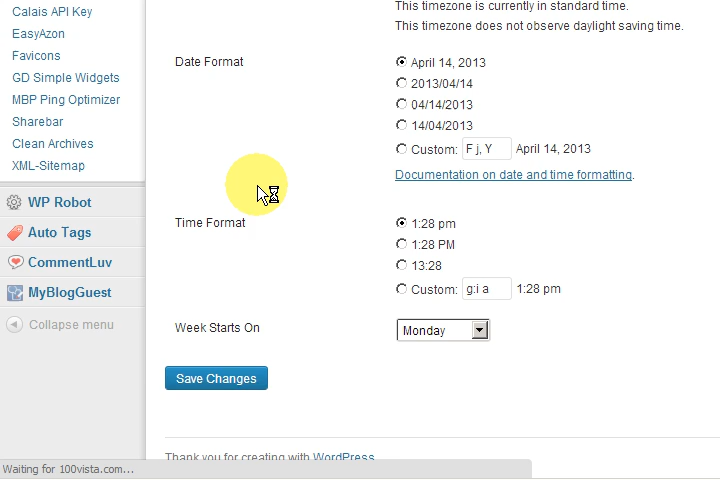 Calais API Key
EasyAzon
Favicons
GD Simple Widgets
MBP Ping Optimizer
Sharebar
Clean Archives
XML-Sitemap
WP Robot
Auto Tags
CommentLuv
MyBlogGuest
Collapse menu
This timezone is currently in standard time.
This timezone does not observe daylight saving time.
Date Format
April 14, 2013
2013/04/14
04/14/2013
14/04/2013
Custom: F j, Y April 14, 2013
Documentation on date and time formatting.
Time Format
1:28 pm
1:28 PM
13:28
Custom: g:i a 1:28 pm
Week Starts On
Monday
Save Changes
Thank you for creating with WordPress
Waiting for 100vista.com...